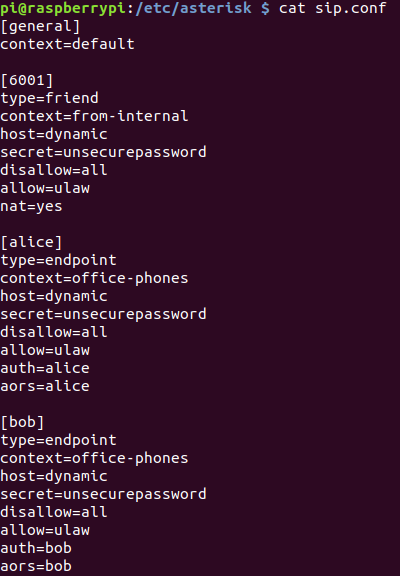 pi@raspberrypi:/etc/asterisk $ cat sip.conf
[general]
context=default

[6001]
type=friend
context=from-internal
host=dynamic
secret=unsecurepassword
disallow=all
allow=ulaw
nat=yes

[alice]
type=endpoint
context=office-phones
host=dynamic
secret=unsecurepassword
disallow=all
allow=ulaw
auth=alice
aors=alice

[bob]
type=endpoint
context=office-phones
host=dynamic
secret=unsecurepassword
disallow=all
allow=ulaw
auth=bob
aors=bob